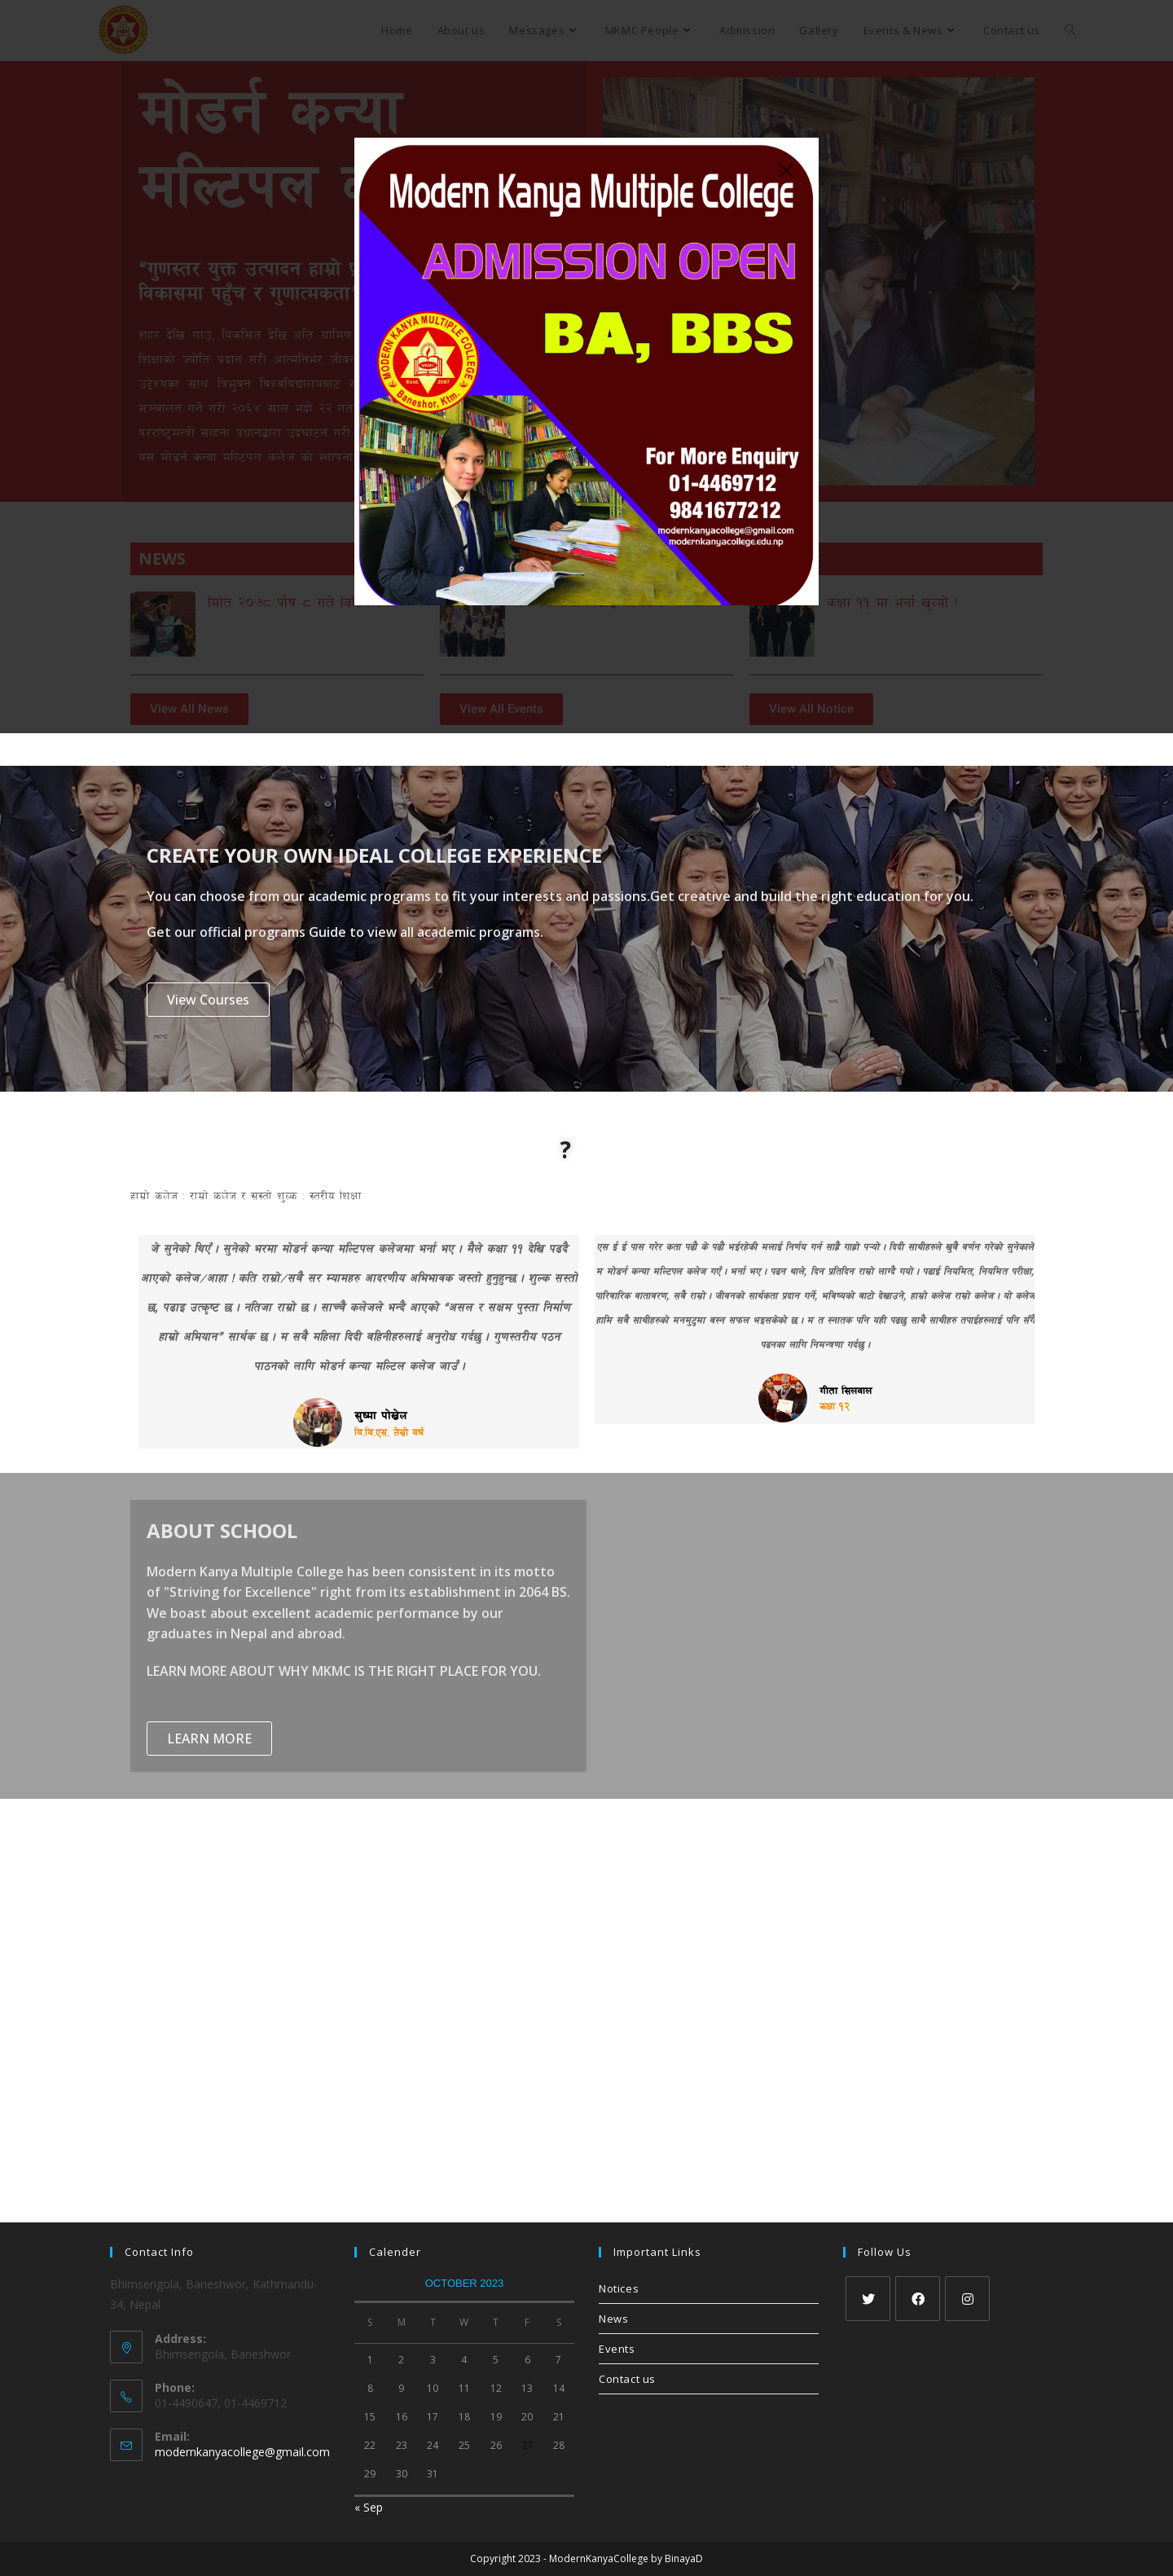 Home About us Messages MKMC People Admission Gallery Events & News Contact us
मोडर्न कन्या
मल्टिपल
“गुणस्तर युक्त उत्पादन हाम्रो
विकासमा पहुँच र गुणात्मकता
शहर देखि गाउ, विकसित देखि अति ग्रामिण
शिक्षाको ज्योति प्रदान गरी आत्मनिर्भर जीवन
उद्देश्यका साथ त्रिभुवन विश्वविद्यालयबाट
सञ्चालन गर्ने गरी २०६४ साल भदौ २२ गते
परराष्ट्रमन्त्री साहना प्रधानद्धारा उदघाटन गरी
यस मोडर्न कन्या मल्टिपल कलेज को स्थापना
Modern Kanya Multiple College
ADMISSION OPEN
BA, BBS
MODERN KANYA MULTIPLE COLLEGE
MKMC
Estd. 2067
Baneshor, Ktm.
For More Enquiry
01-4469712
9841677212
modernkanyacollege@gmail.com
modernkanyacollege.edu.np
NEWS
मिति २०७८ पौष ८ गते
कक्षा ११ मा भर्ना खुल्यो !
View All News View All Events View All Notice
CREATE YOUR OWN IDEAL COLLEGE EXPERIENCE
You can choose from our academic programs to fit your interests and passions.Get creative and build the right education for you.
Get our official programs Guide to view all academic programs.
View Courses
?
हाम्रो कलेज : राम्रो कलेज र सस्तो शुल्क : स्तरीय शिक्षा
जे सुनेको थिएँ । सुनेको भरमा मोडर्न कन्या मल्टिपल कलेजमा भर्ना भए । मैले कक्षा ११ देखि पढदै
आएको कलेज/आहा ! कति राम्रो/सबै सर म्यामहरु आदरणीय अभिभावक जस्तो हुनुहुन्छ । शुल्क सस्तो
छ, पढाइ उत्कृष्ट छ । नतिजा राम्रो छ । साच्चै कलेजले भन्दै आएको “असल र सक्षम पुस्ता निर्माण
हाम्रो अभियान” सार्थक छ । म सबै महिला दिदी बहिनीहरुलाई अनुरोध गर्दछु । गुणस्तरीय पठन
पाठनको लागि मोडर्न कन्या मल्टिल कलेज जाउँ ।
सुष्मा पोख्रेल
बि.बि.एस. तेस्रो वर्ष
एस ई ई पास गरेर कता पढौ के पढौ भईरहेकी मलाई निर्णय गर्न साह्रै गाह्रो पऱ्यो । दिदी साथीहरुले खुबै वर्णन गरेको सुनेकाले
म मोडर्न कन्या मल्टिपल कलेज गएँ । भर्ना भए । पढन थाले, दिन प्रतिदिन राम्रो लाग्दै गयो । पढाई नियमित, नियमित परीक्षा,
पारिवारिक वातावरण, सबै राम्रो । जीवनको सार्थकता प्रदान गर्ने, भविष्यको बाटो देखाउने, हाम्रो कलेज राम्रो कलेज । यो कलेज
हामि सबै साथीहरुको मनमुटुमा बस्न सफल भइसकेको छ । म त स्नातक पनि यही पढछु साथै साथीहरु तपाईहरुलाई पनि सँगै
पढनका लागि निमन्त्रणा गर्दछु ।
गीता सिलवाल
कक्षा १२
ABOUT SCHOOL
Modern Kanya Multiple College has been consistent in its motto
of "Striving for Excellence" right from its establishment in 2064 BS.
We boast about excellent academic performance by our
graduates in Nepal and abroad.
LEARN MORE ABOUT WHY MKMC IS THE RIGHT PLACE FOR YOU.
LEARN MORE
Contact Info
Bhimsengola, Baneshwor, Kathmandu-
34, Nepal
Address:
Bhimsengola, Baneshwor
Phone:
01-4490647, 01-4469712
Email:
modernkanyacollege@gmail.com
Calender
OCTOBER 2023
S M T W T F S
1 2 3 4 5 6 7
8 9 10 11 12 13 14
15 16 17 18 19 20 21
22 23 24 25 26 27 28
29 30 31
« Sep
Important Links
Notices
News
Events
Contact us
Follow Us
Copyright 2023 - ModernKanyaCollege by BinayaD